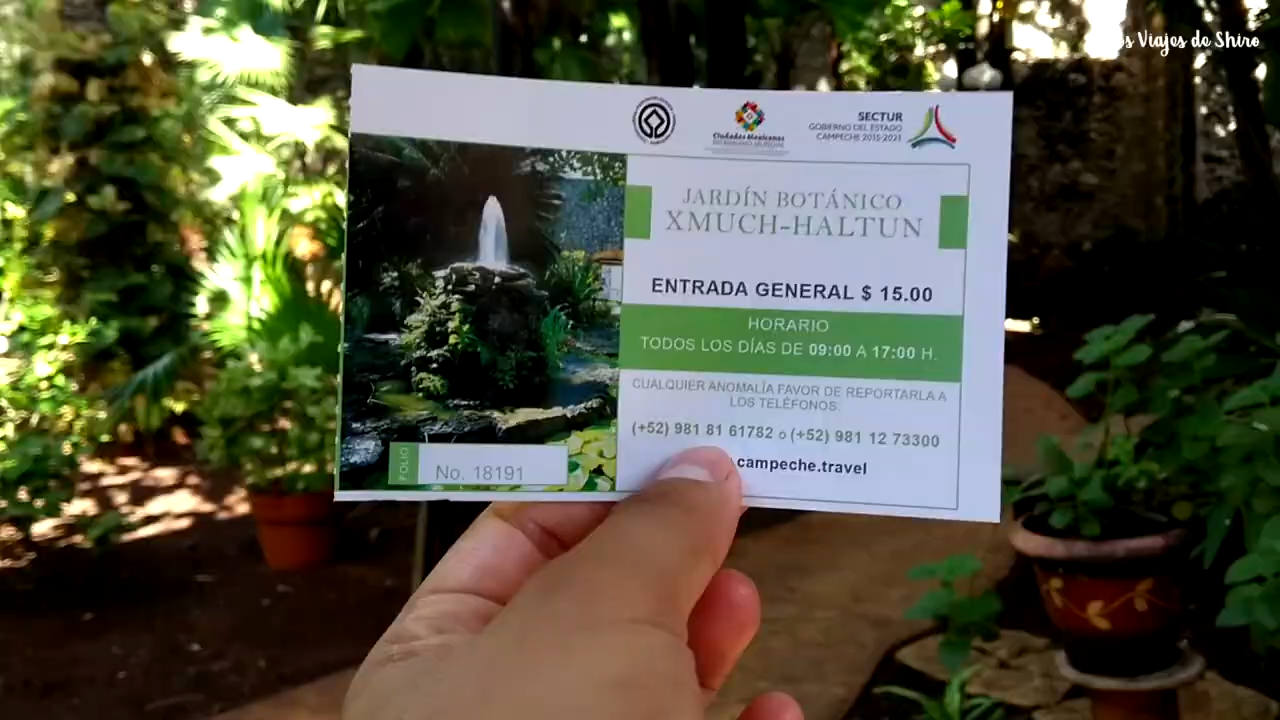 s Viajes de Shiro
Ciudades Mexicanas
SECTUR
GOBIERNO DEL ESTADO
CAMPECHE 2015-2021
JARDÍN BOTÁNICO
XMUCH-HALTUN
ENTRADA GENERAL $ 15.00
HORARIO
TODOS LOS DÍAS DE 09:00 A 17:00 H.
CUALQUIER ANOMALÍA FAVOR DE REPORTARLA A
LOS TELÉFONOS.
(+52) 981 81 61782 o (+52) 981 12 73300
campeche.travel
FOLIO
No. 18191